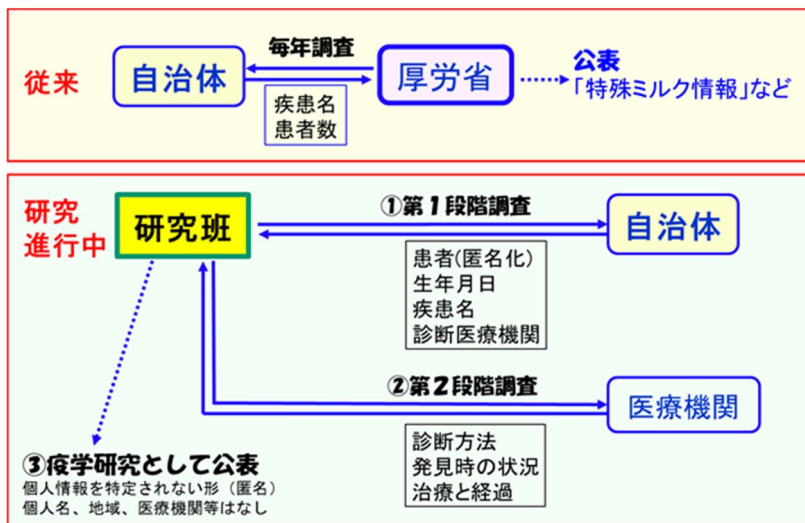 従来
自治体
毎年調査
疾患名
患者数
厚労省
公表
「特殊ミルク情報」など
研究
進行中
研究班
①第1段階調査
自治体
患者(匿名化)
生年月日
疾患名
診断医療機関
②第2段階調査
医療機関
診断方法
発見時の状況
治療と経過
③疫学研究として公表
個人情報を特定されない形（匿名）
個人名、地域、医療機関等はなし